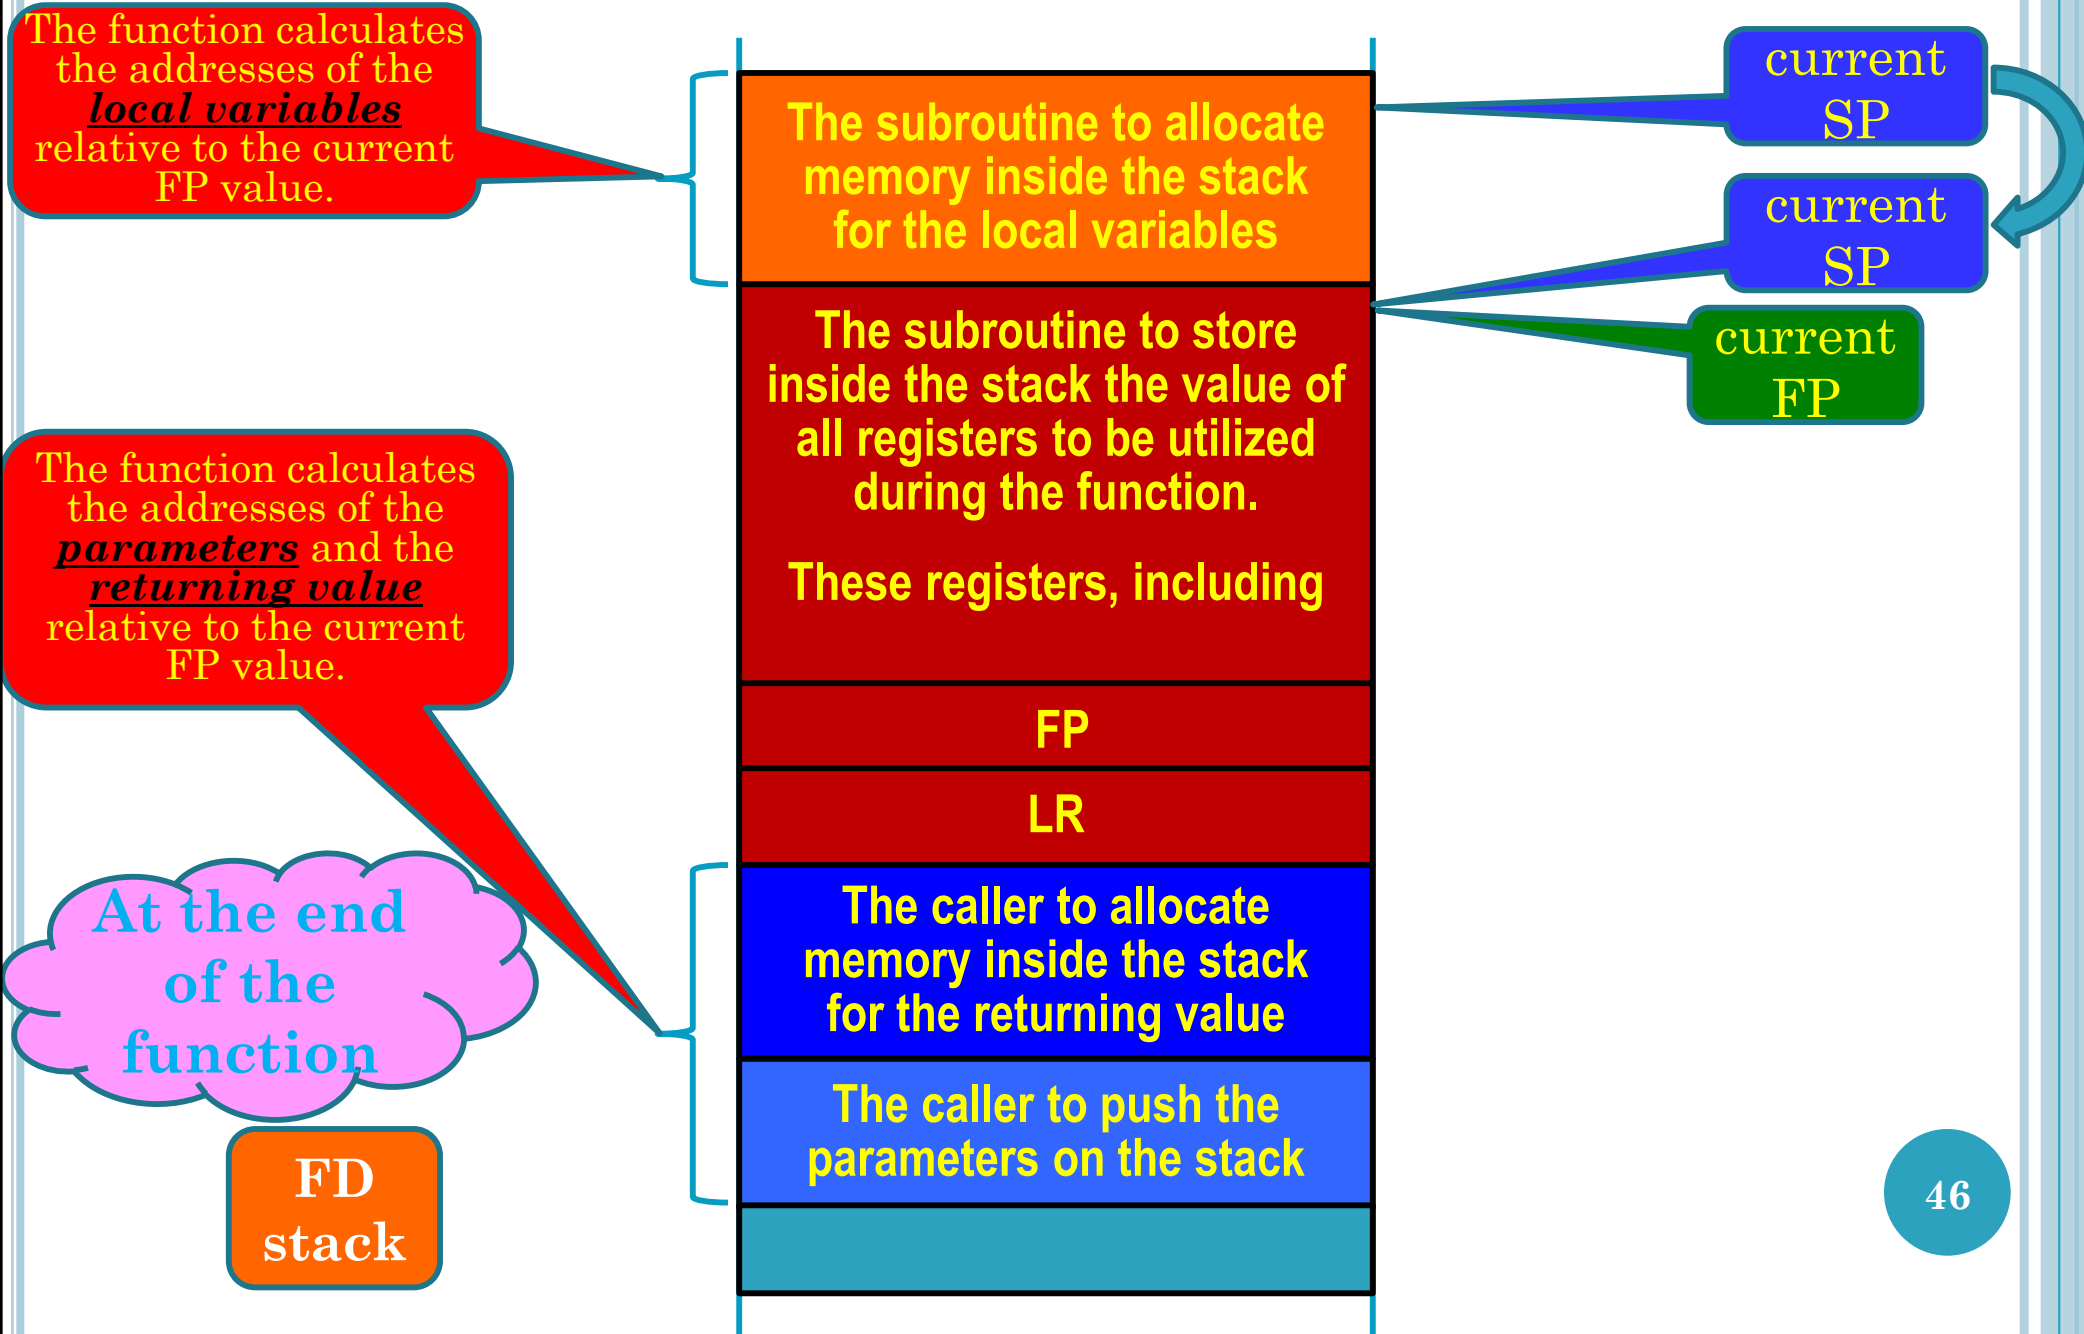 The function calculates
the addresses of the
local variables
relative to the current
FP value.
The subroutine to allocate
memory inside the stack
for the local variables
current
SP
current
SP
current
FP
The subroutine to store
inside the stack the value of
all registers to be utilized
during the function.
These registers, including
The function calculates
the addresses of the
parameters and the
returning value
relative to the current
FP value.
FP
LR
At the end
of the
function
The caller to allocate
memory inside the stack
for the returning value
The caller to push the
parameters on the stack
FD
stack
46